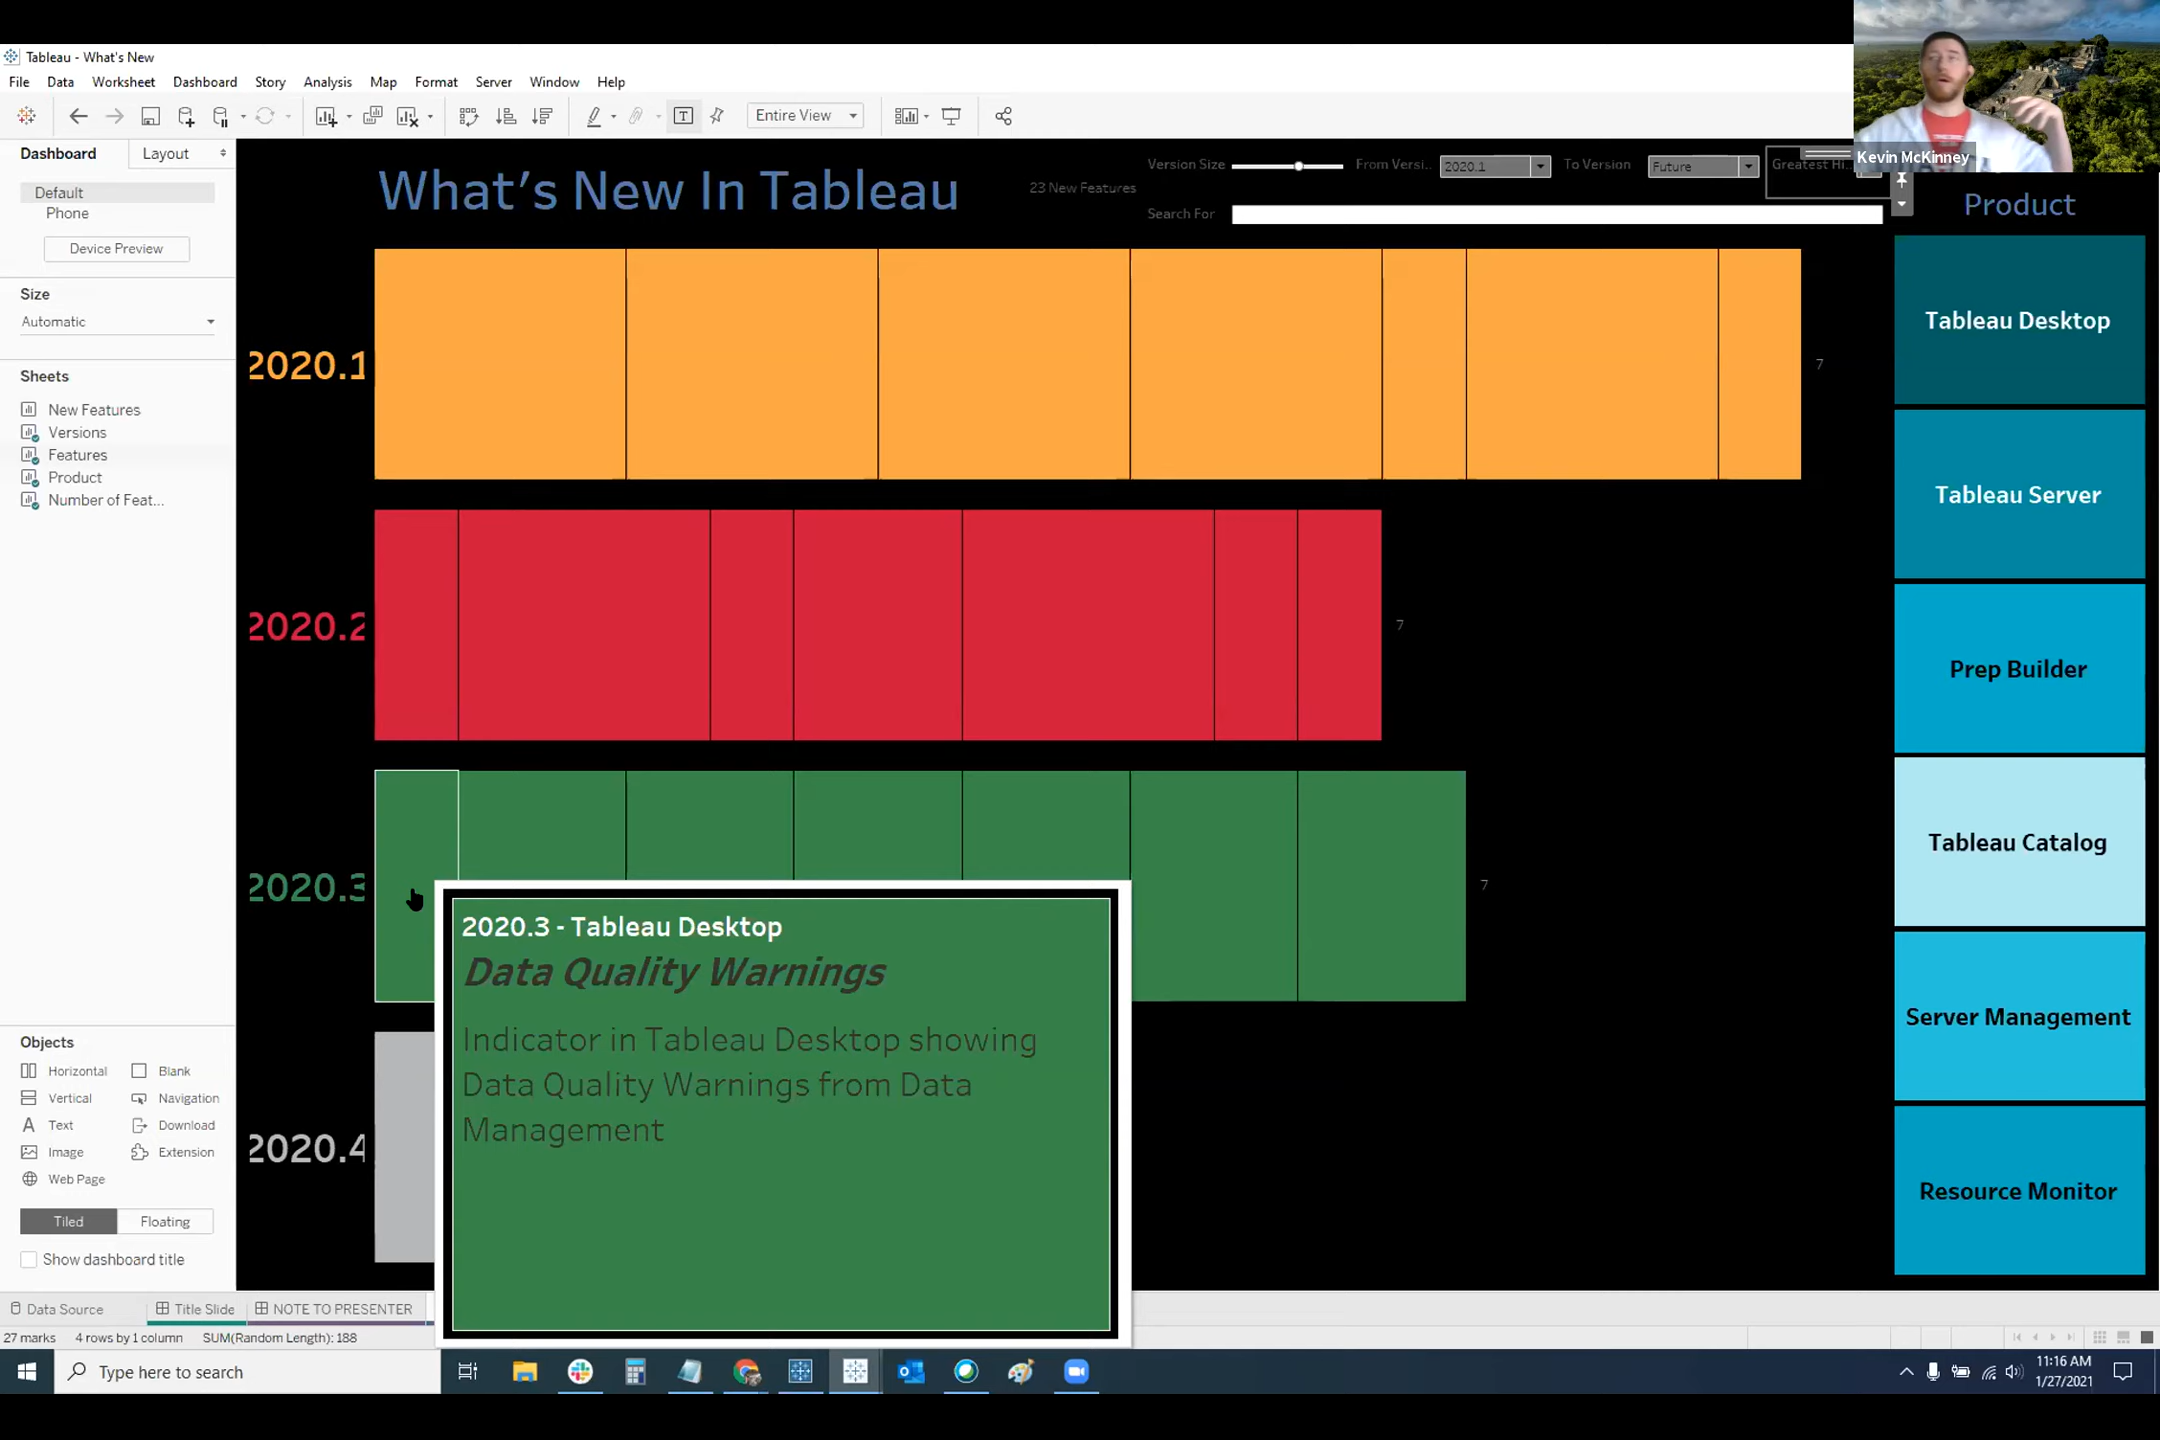 Tableau - What's New
File Data Worksheet Dashboard Story Analysis Map Format Server Window Help
Entire View
Kevin McKinney
Dashboard Layout
Default
Phone
Device Preview
Size
Automatic
Sheets
New Features
Versions
Features
Product
Number of Feat...
Objects
Horizontal Blank
Vertical Navigation
Text Download
Image Extension
Web Page
Tiled Floating
Show dashboard title
What's New In Tableau
23 New Features
Version Size From Versi.. 2020.1 To Version Future Greatest Hi..
Search For
Product
2020.1 7
2020.2 7
2020.3 7
2020.4
2020.3 - Tableau Desktop
Data Quality Warnings
Indicator in Tableau Desktop showing
Data Quality Warnings from Data
Management
Tableau Desktop
Tableau Server
Prep Builder
Tableau Catalog
Server Management
Resource Monitor
Data Source Title Slide NOTE TO PRESENTER
27 marks 4 rows by 1 column SUM(Random Length): 188
Type here to search
11:16 AM
1/27/2021